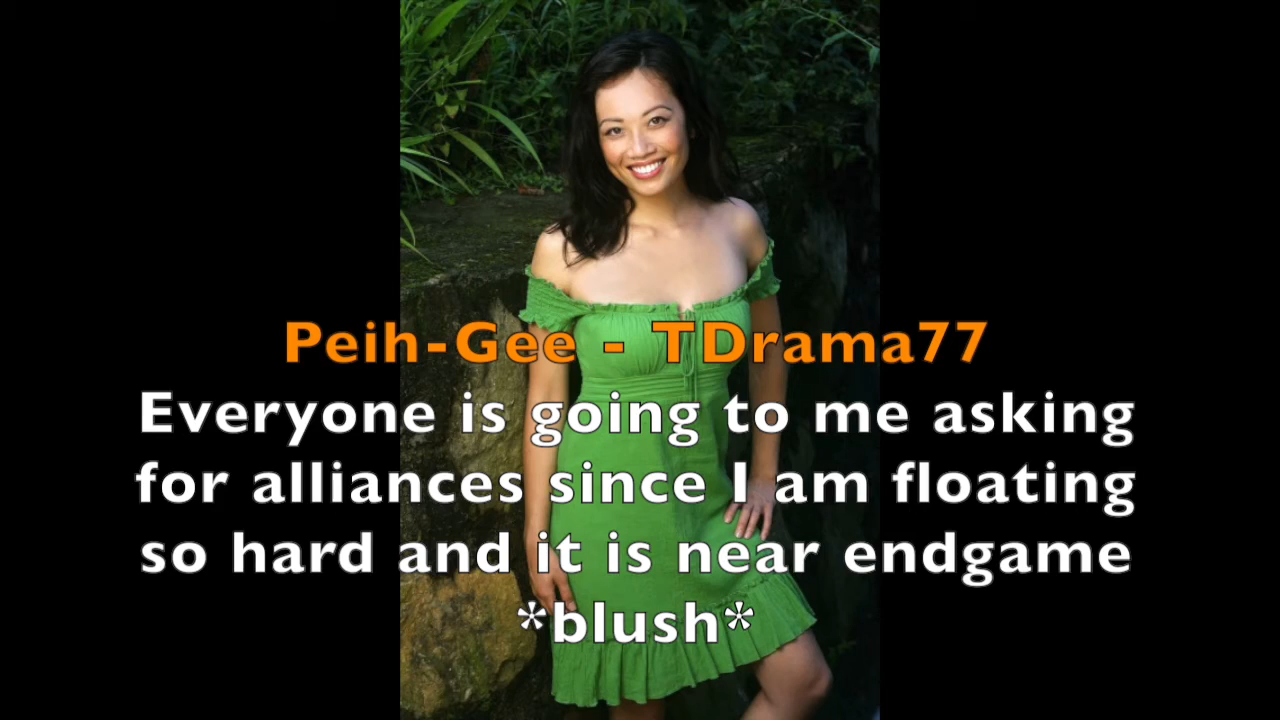 Peih-Gee - TDrama77
Everyone is going to me asking
for alliances since I am floating
so hard and it is near endgame
*blush*